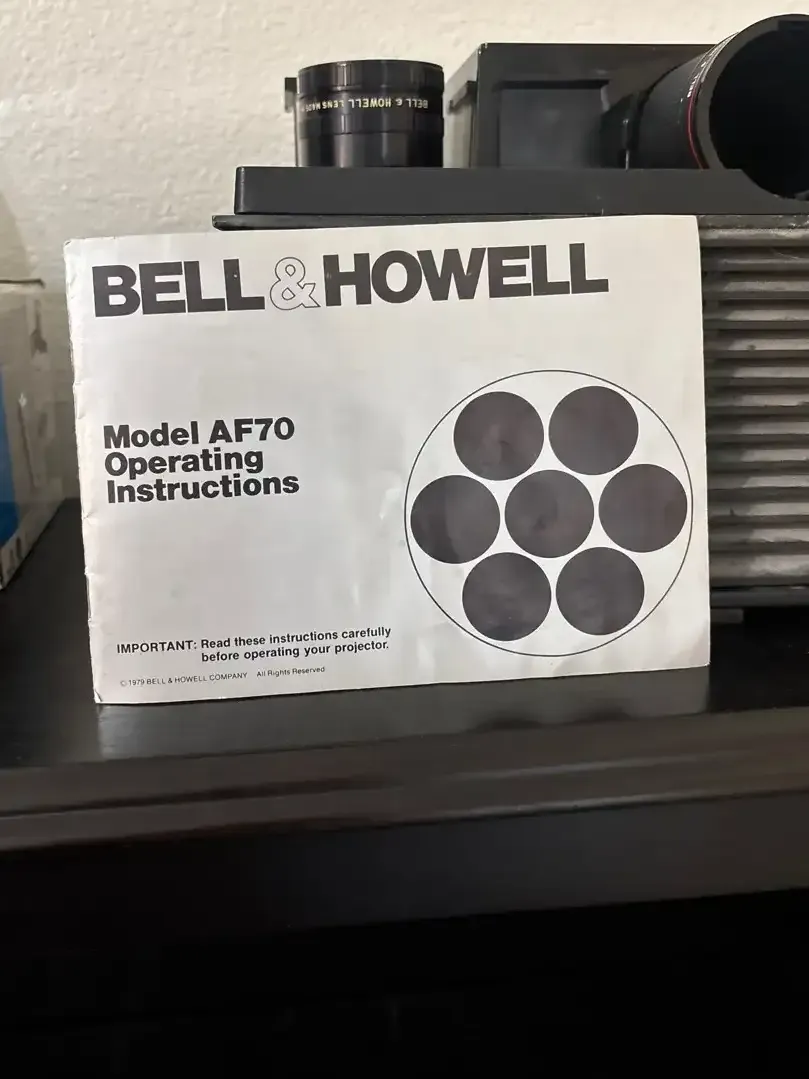 BELL & HOWELL LENS MADE
BELL & HOWELL
Model AF70
Operating
Instructions
IMPORTANT: Read these instructions carefully
before operating your projector.
© 1979 BELL & HOWELL COMPANY All Rights Reserved